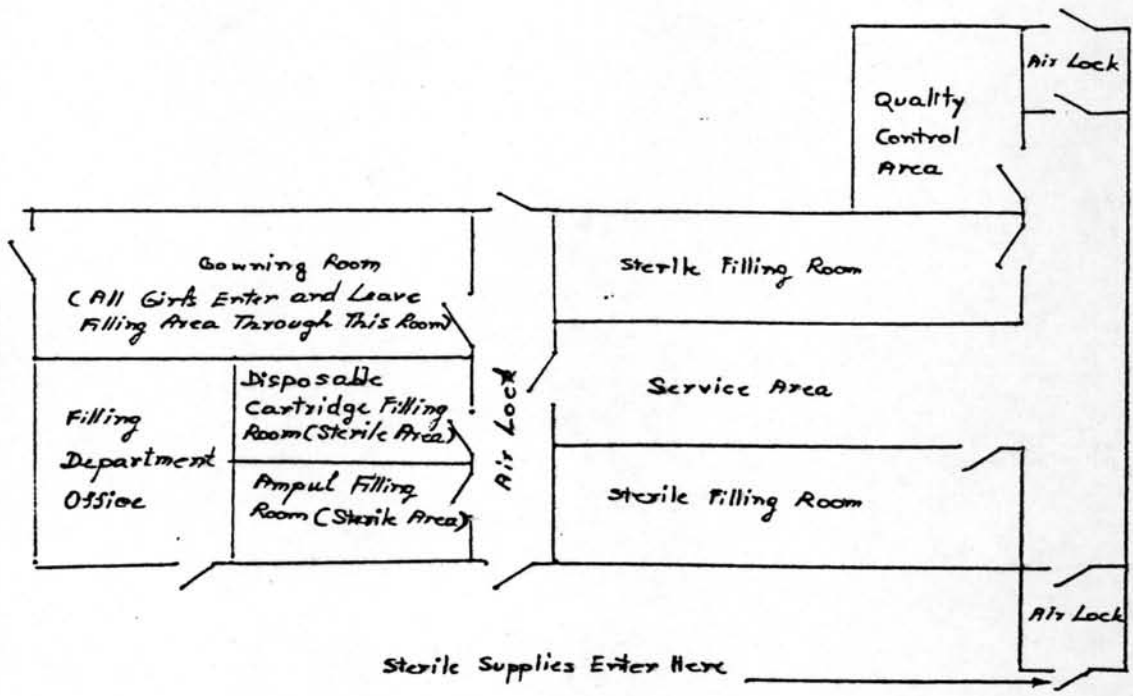 Air Lock
Quality
Control
Area
Gowning Room
(All Girls Enter and Leave
Filling Area Through This Room)
Sterile Filling Room
Disposable
Cartridge Filling
Room (Sterile Area)
Filling
Department
Office
Ampul Filling
Room (Sterile Area)
Air Lock
Service Area
Sterile Filling Room
Air Lock
Sterile Supplies Enter Here